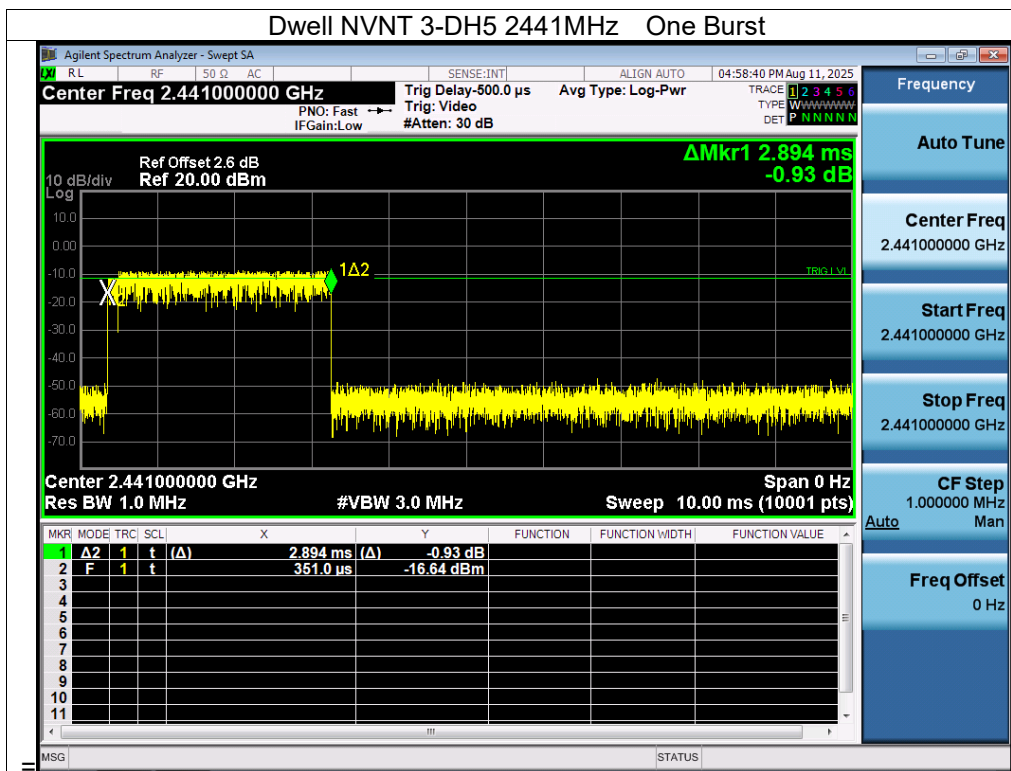 Dwell NVNT 3-DH5 2441MHz One Burst
Agilent Spectrum Analyzer - Swept SA
LXI RL RF 50 Ω AC SENSE:INT ALIGN AUTO 04:58:40 PM Aug 11, 2025
Center Freq 2.441000000 GHz Trig Delay-500.0 µs Avg Type: Log-Pwr TRACE 1 2 3 4 5 6
PNO: Fast Trig: Video TYPE WWWWWW
IFGain:Low #Atten: 30 dB DET P N N N N N
ΔMkr1 2.894 ms
-0.93 dB
Ref Offset 2.6 dB
10 dB/div Ref 20.00 dBm
Log
10.0
0.00
-10.0
1Δ2
TRIG LVL
-20.0
-30.0
-40.0
-50.0
-60.0
-70.0
Center 2.441000000 GHz Span 0 Hz
Res BW 1.0 MHz #VBW 3.0 MHz Sweep 10.00 ms (10001 pts)
MKR MODE TRC SCL X Y FUNCTION FUNCTION WIDTH FUNCTION VALUE
1 Δ2 1 t (Δ) 2.894 ms (Δ) -0.93 dB
2 F 1 t 351.0 µs -16.64 dBm
3
4
5
6
7
8
9
10
11
MSG STATUS
Frequency
Auto Tune
Center Freq
2.441000000 GHz
Start Freq
2.441000000 GHz
Stop Freq
2.441000000 GHz
CF Step
1.000000 MHz
Auto Man
Freq Offset
0 Hz